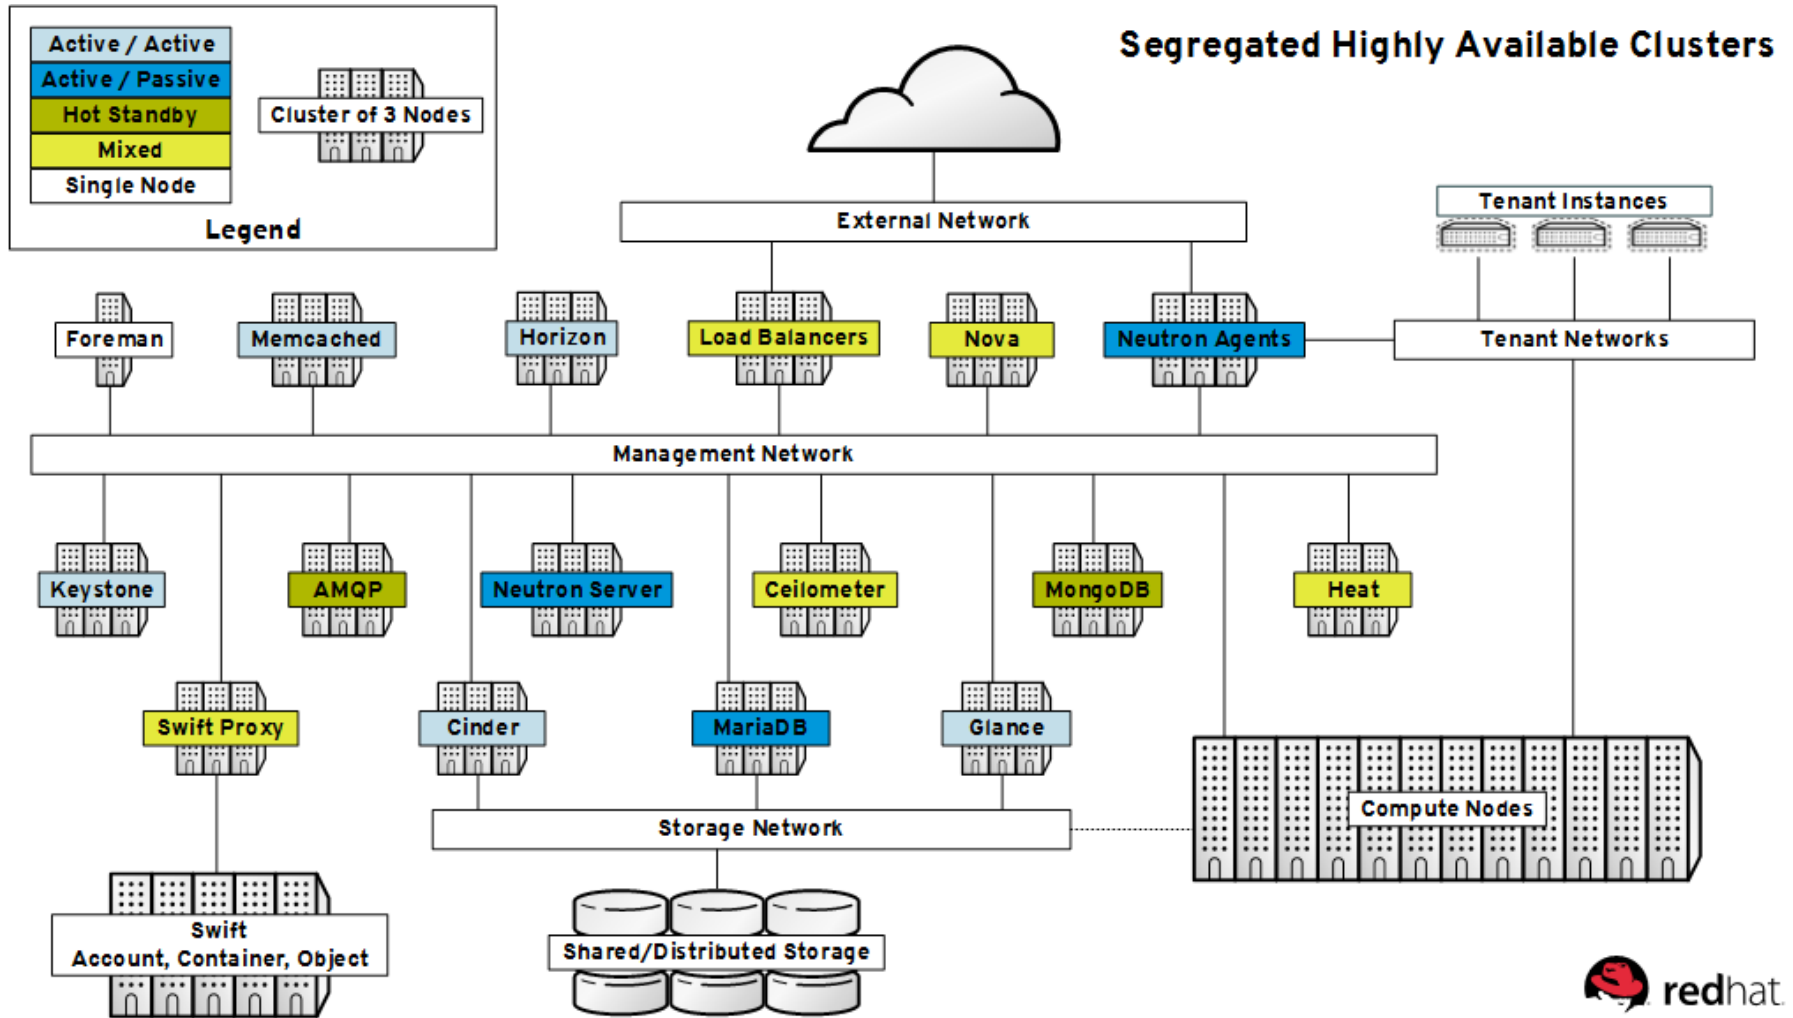 Segregated Highly Available Clusters
Active / Active
Active / Passive
Hot Standby
Mixed
Single Node
Cluster of 3 Nodes
Legend
External Network
Tenant Instances
Foreman
Memcached
Horizon
Load Balancers
Nova
Neutron Agents
Tenant Networks
Management Network
Keystone
AMQP
Neutron Server
Ceilometer
MongoDB
Heat
Swift Proxy
Cinder
MariaDB
Glance
Compute Nodes
Storage Network
Swift
Account, Container, Object
Shared/Distributed Storage
redhat.